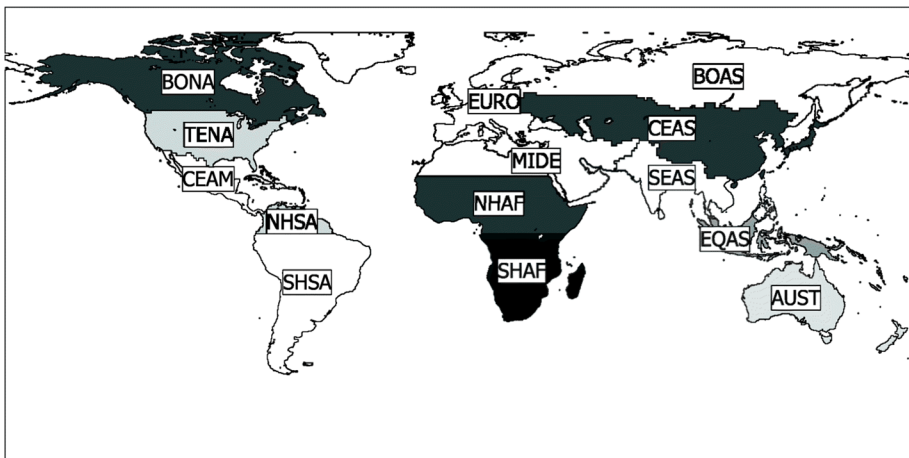 BONA
BOAS
EURO
TENA
CEAS
MIDE
CEAM
SEAS
NHAF
NHSA
EQAS
SHAF
SHSA
AUST